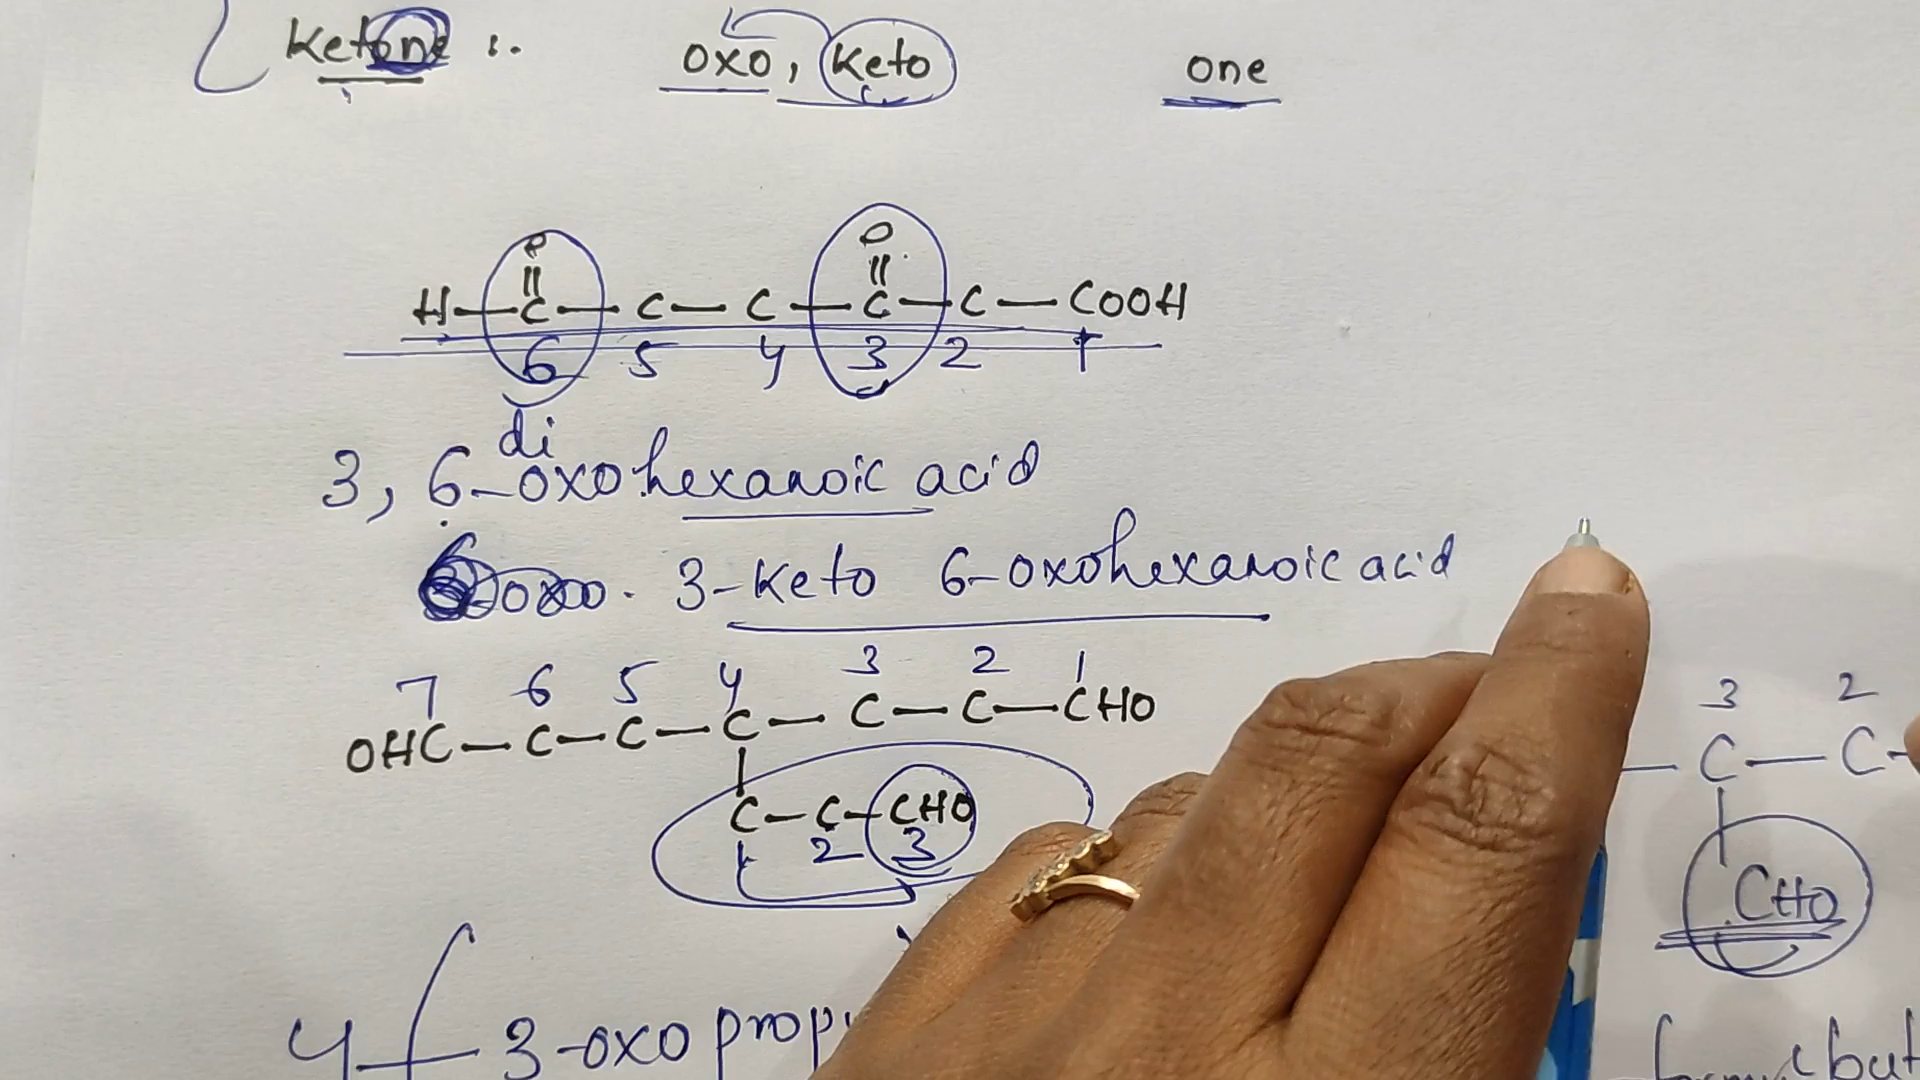 Ketone :. oxo, Keto one
O O
|| ||
H—C—C—C—C—C—COOH
6 5 4 3 2 1
di
3, 6-oxohexanoic acid
3-Keto 6-oxohexanoic acid
7 6 5 4 3 2 1
OHC—C—C—C—C—C—CHO
|
C—C—CHO
1 2 3
4 ( 3-oxo
3 2
—C—C-
|
CHO